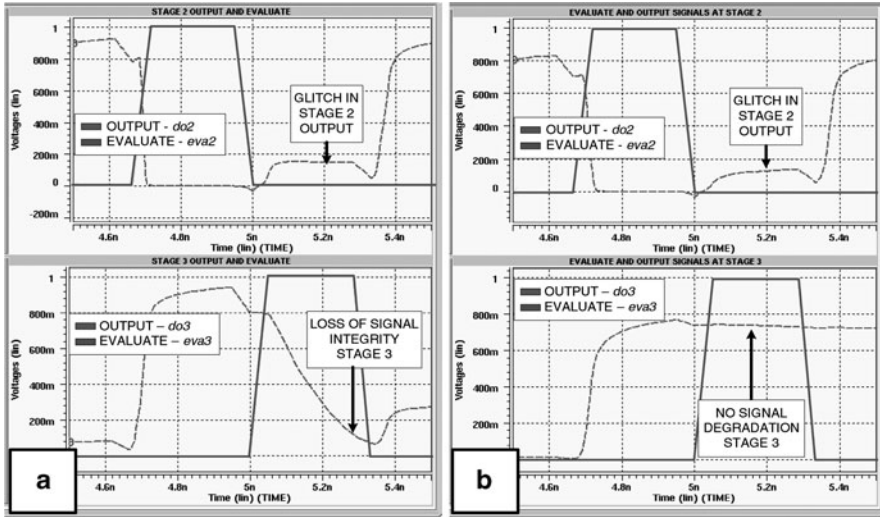 STAGE 2 OUTPUT AND EVALUATE
Voltages (lin)
1
800m
600m
400m
200m
0
-200m
GLITCH IN
STAGE 2
OUTPUT
OUTPUT - do2
EVALUATE - eva2
4.6n 4.8n 5n 5.2n 5.4n
Time (lin) (TIME)
STAGE 3 OUTPUT AND EVALUATE
Voltages (lin)
1
800m
600m
400m
200m
OUTPUT – do3
EVALUATE – eva3
LOSS OF SIGNAL
INTEGRITY
STAGE 3
4.8n 5n 5.2n 5.4n
Time (lin) (TIME)
a
EVALUATE AND OUTPUT SIGNALS AT STAGE 2
Voltages (lin)
1
800m
600m
400m
200m
0
GLITCH IN
STAGE 2
OUTPUT
OUTPUT - do2
EVALUATE - eva2
4.6n 4.8n 5n 5.2n 5.4n
Time (lin) (TIME)
EVALUATE AND OUTPUT SIGNALS AT STAGE 3
Voltages (lin)
1
800m
600m
400m
200m
OUTPUT – do3
EVALUATE – eva3
NO SIGNAL
DEGRADATION
STAGE 3
4.6n 4.8n 5n 5.2n 5.4n
Time (lin) (TIME)
b